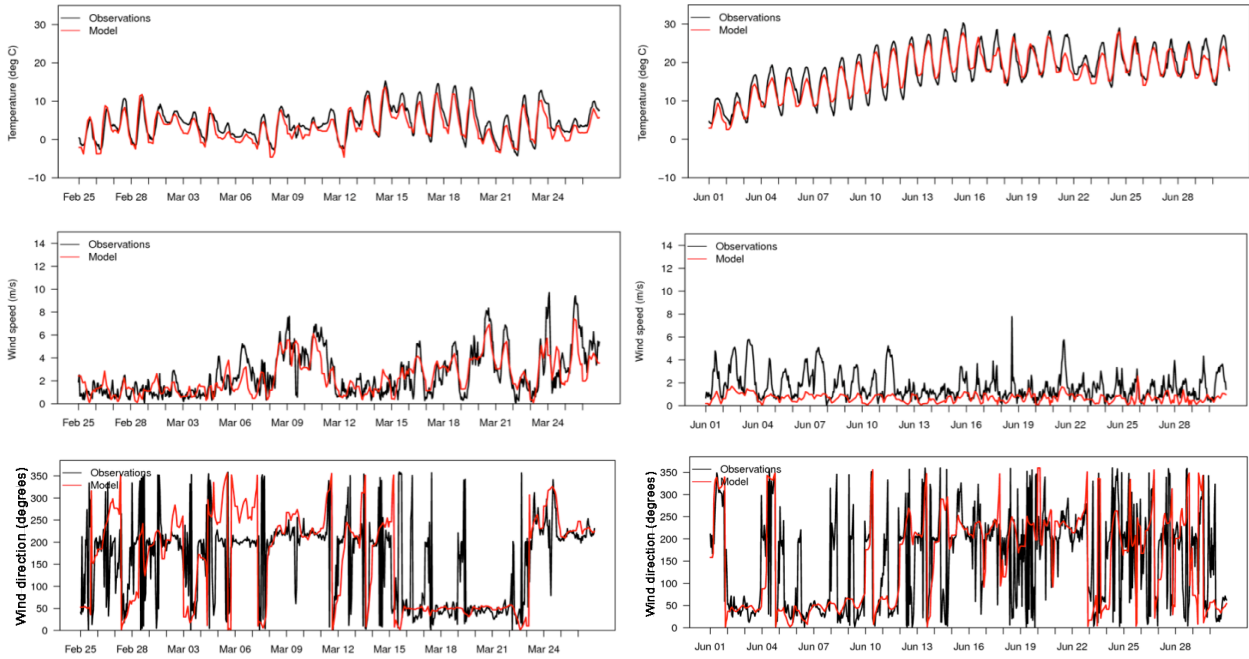 Observations
Model
Temperature (deg C)
30
20
10
0
−10
Feb 25
Feb 28
Mar 03
Mar 06
Mar 09
Mar 12
Mar 15
Mar 18
Mar 21
Mar 24
Observations
Model
Temperature (deg C)
30
20
10
0
−10
Jun 01
Jun 04
Jun 07
Jun 10
Jun 13
Jun 16
Jun 19
Jun 22
Jun 25
Jun 28
Observations
Model
Wind speed (m/s)
14
12
10
8
6
4
2
0
Feb 25
Feb 28
Mar 03
Mar 06
Mar 09
Mar 12
Mar 15
Mar 18
Mar 21
Mar 24
Observations
Model
Wind speed (m/s)
14
12
10
8
6
4
2
0
Jun 01
Jun 04
Jun 07
Jun 10
Jun 13
Jun 16
Jun 19
Jun 22
Jun 25
Jun 28
Observations
Model
Wind direction (degrees)
350
300
250
200
150
100
50
0
Feb 25
Feb 28
Mar 03
Mar 06
Mar 09
Mar 12
Mar 15
Mar 18
Mar 21
Mar 24
Observations
Model
Wind direction (degrees)
350
300
250
200
150
100
50
0
Jun 01
Jun 04
Jun 07
Jun 10
Jun 13
Jun 16
Jun 19
Jun 22
Jun 25
Jun 28